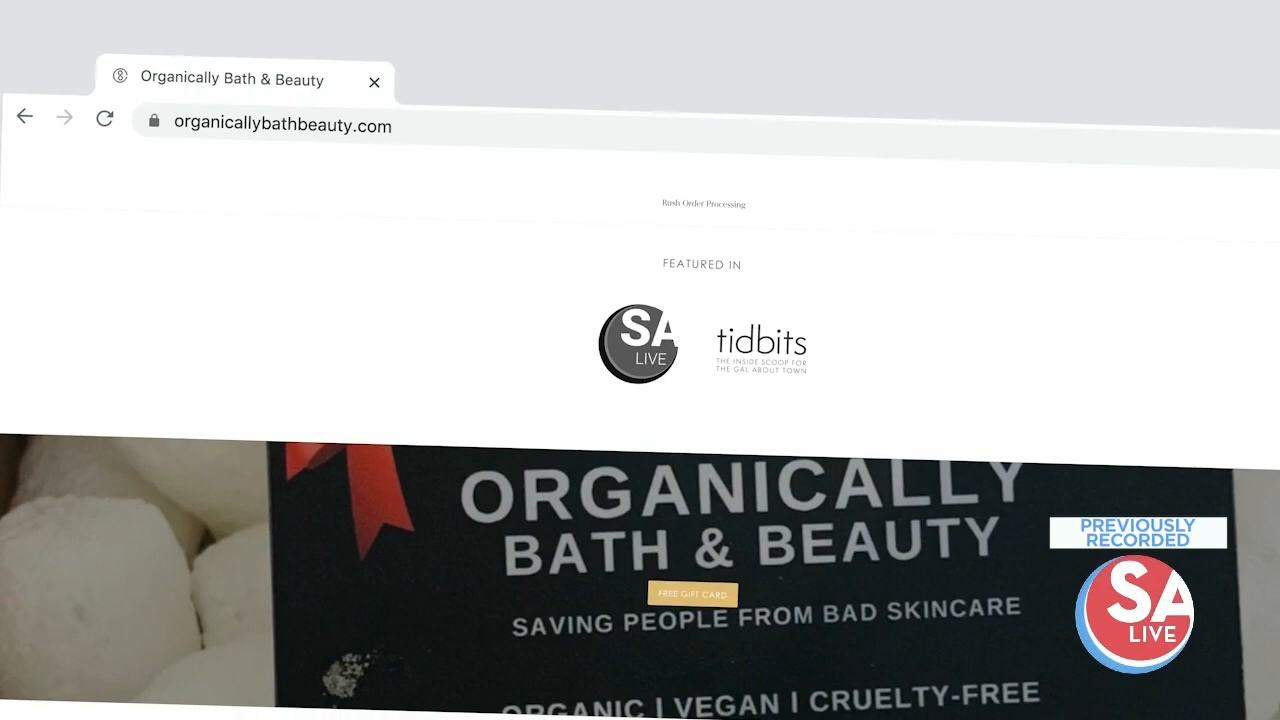 Organically Bath & Beauty
organicallybathbeauty.com
Rush Order Processing
FEATURED IN
SA
LIVE
tidbits
THE INSIDE SCOOP FOR
THE GAL ABOUT TOWN
ORGANICALLY
BATH & BEAUTY
FREE GIFT CARD
SAVING PEOPLE FROM BAD SKINCARE
ORGANIC | VEGAN | CRUELTY-FREE
PREVIOUSLY
RECORDED
SA
LIVE